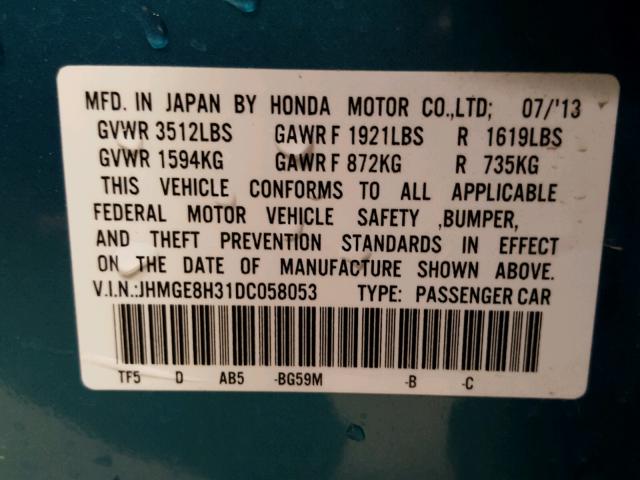 MFD. IN JAPAN BY HONDA MOTOR CO.,LTD; 07/'13
GVWR 3512LBS GAWR F 1921LBS R 1619LBS
GVWR 1594KG GAWR F 872KG R 735KG
THIS VEHICLE CONFORMS TO ALL APPLICABLE
FEDERAL MOTOR VEHICLE SAFETY ,BUMPER,
AND THEFT PREVENTION STANDARDS IN EFFECT
ON THE DATE OF MANUFACTURE SHOWN ABOVE.
V.I.N.:JHMGE8H31DC058053 TYPE: PASSENGER CAR
TF5 D AB5 -BG59M -B -C